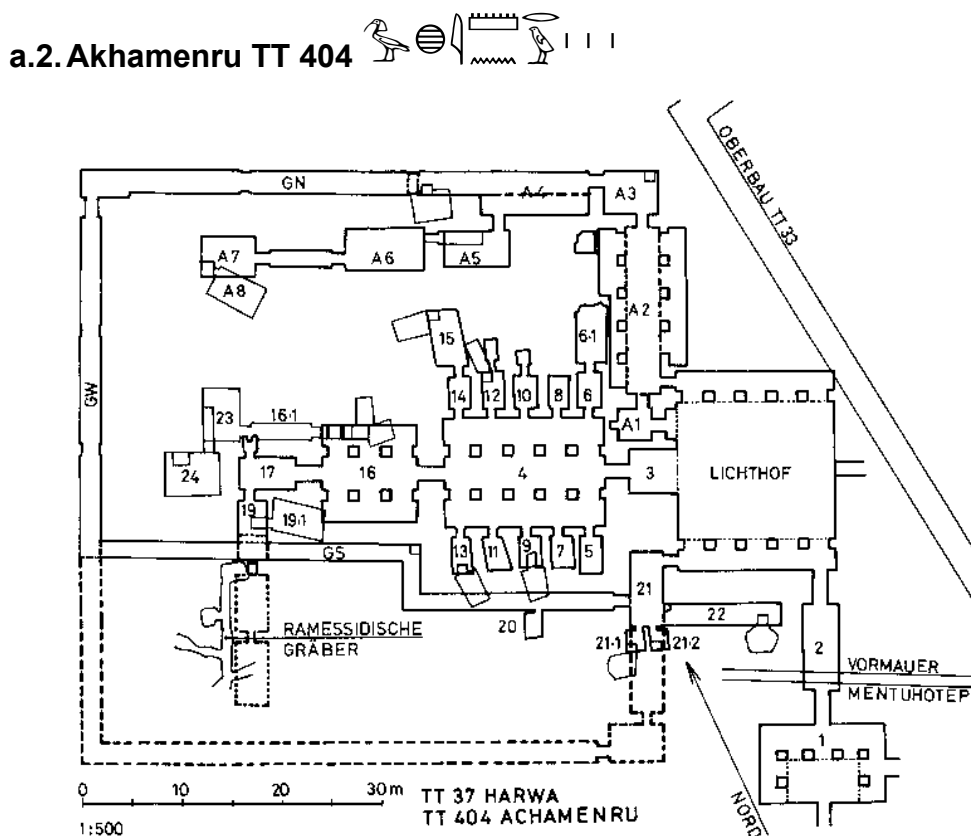 a.2. Akhamenru TT 404 𓅜𓐍𓇋𓏠𓈖𓂋𓅱𓏥
OBERBAU TT 33
GN
A4
A3
A7
A6
A5
A8
A2
15
6·1
14
12
10
8
6
A1
GW
23
16·1
24
17
16
4
3
LICHTHOF
19
19·1
GS
13
11
9
7
5
21
22
20
21·1
21·2
2
RAMESSIDISCHE
GRÄBER
VORMAUER
MENTUHOTEP
1
NORD
0 10 20 30 m
1:500
TT 37 HARWA
TT 404 ACHAMENRU